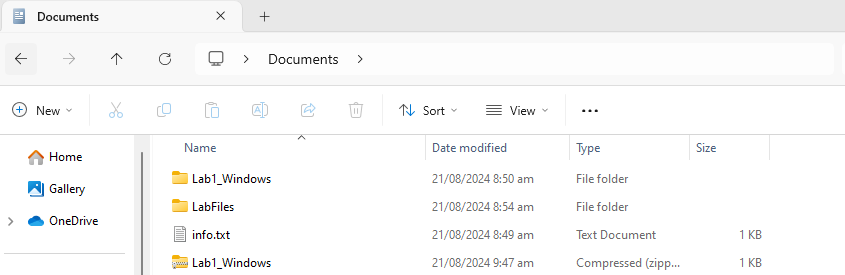 Documents
Documents
New
Sort
View
Name Date modified Type Size
Home
Gallery
OneDrive
Lab1_Windows 21/08/2024 8:50 am File folder
LabFiles 21/08/2024 8:54 am File folder
info.txt 21/08/2024 8:49 am Text Document 1 KB
Lab1_Windows 21/08/2024 9:47 am Compressed (zipp... 1 KB